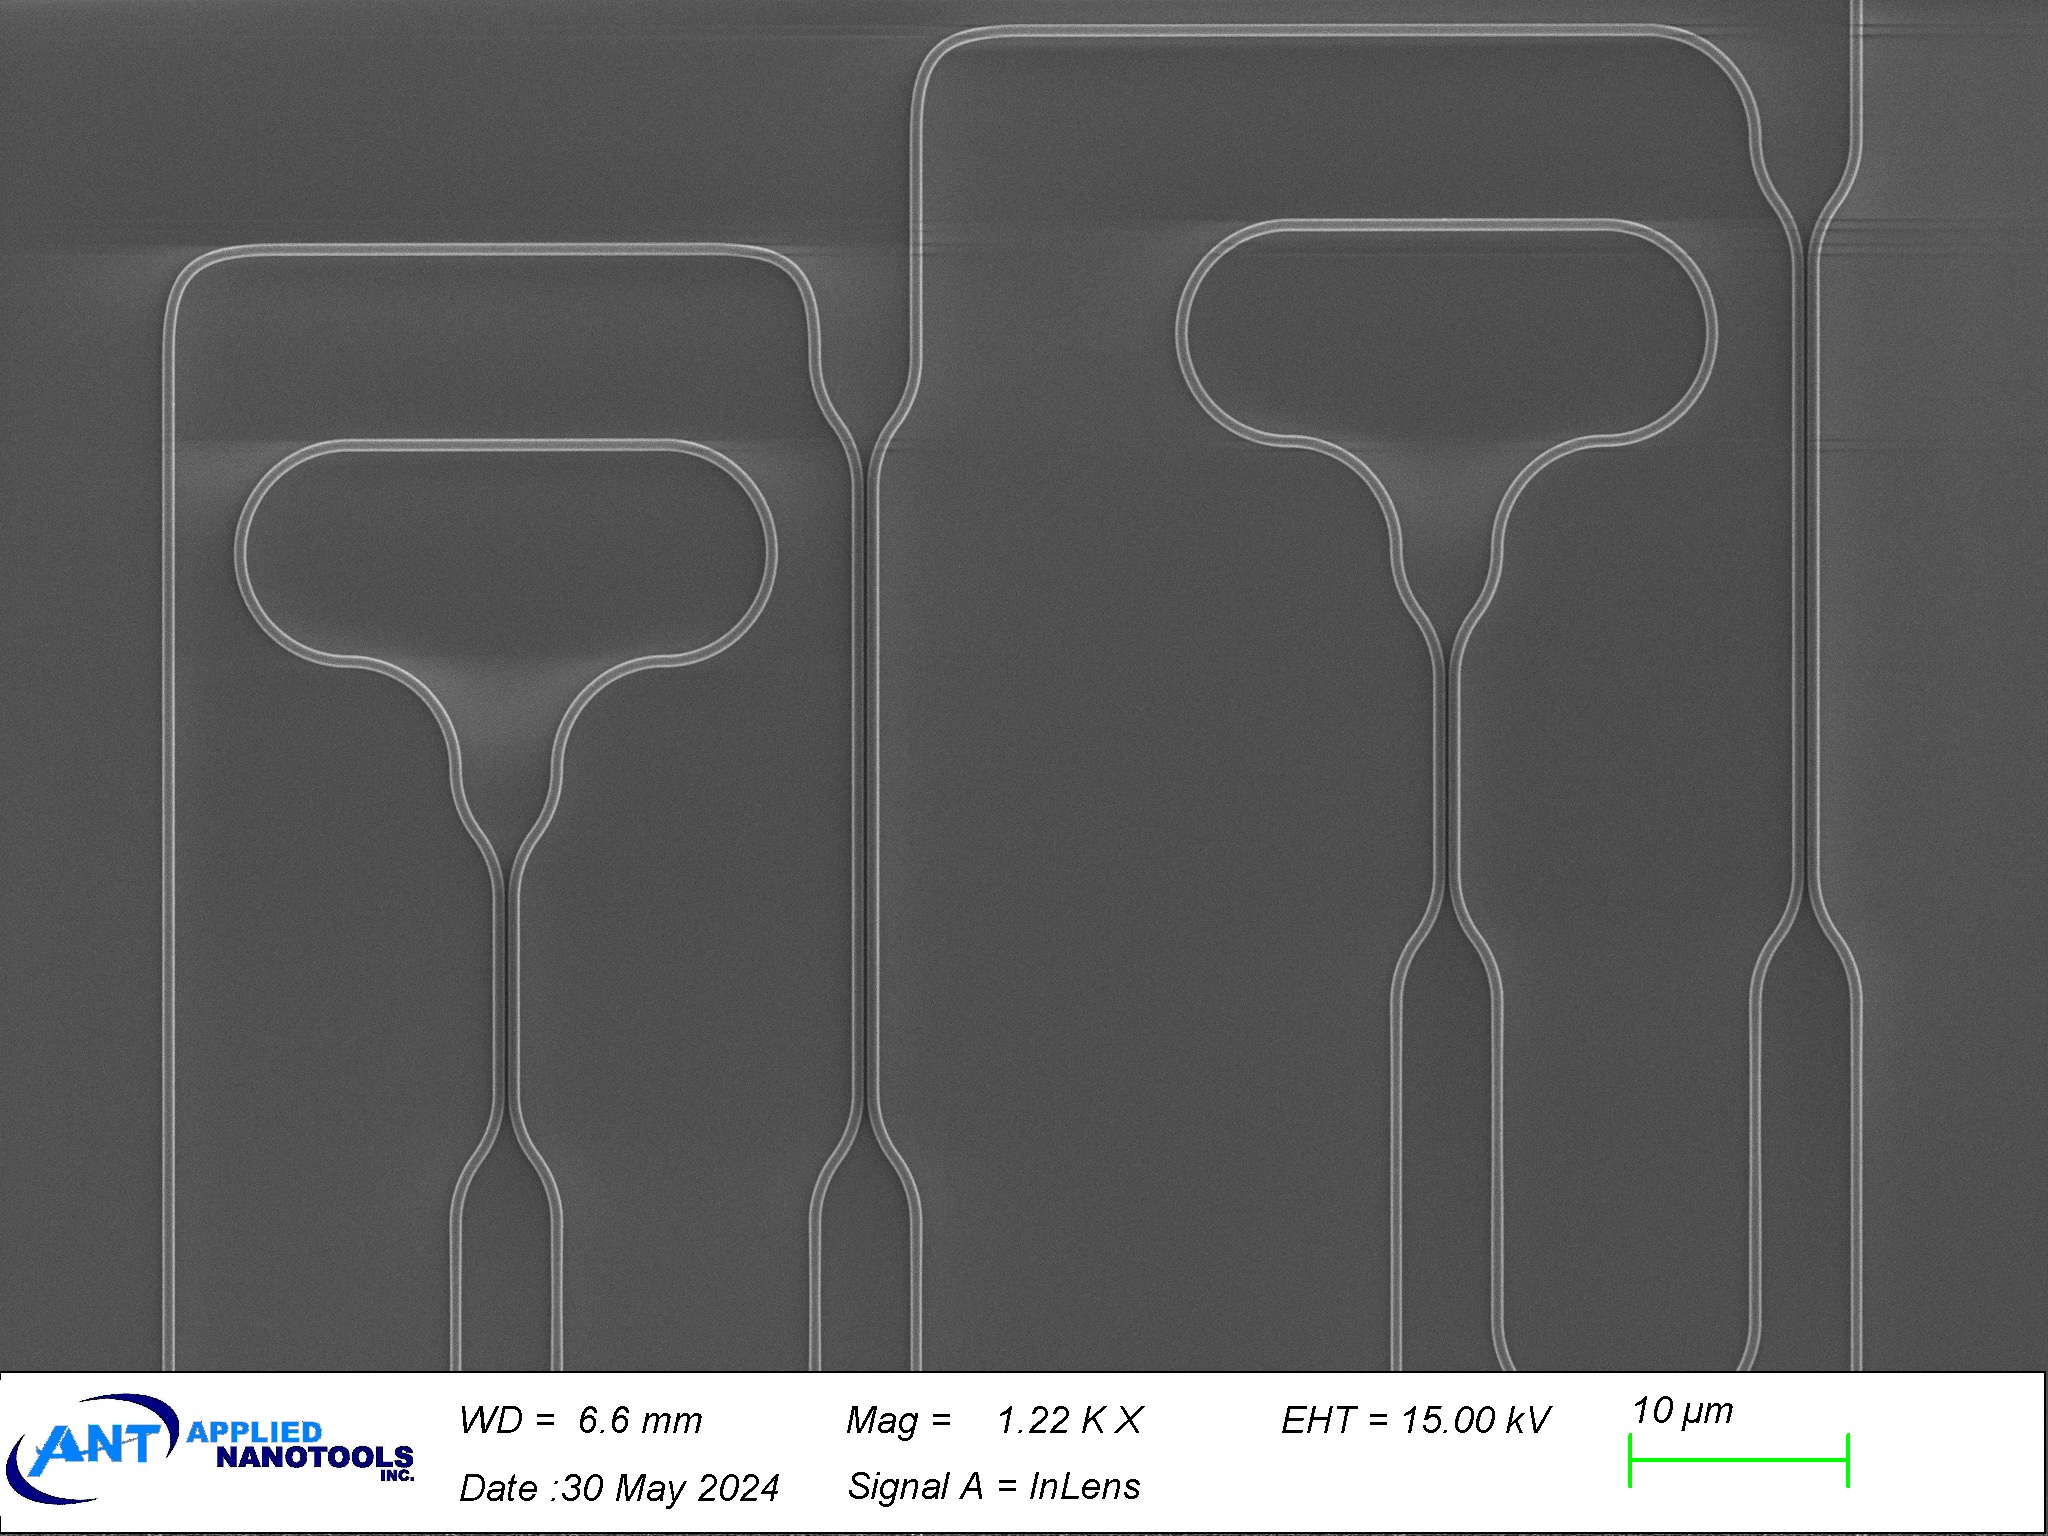 ANT APPLIED
NANOTOOLS
INC.
WD = 6.6 mm
Mag = 1.22 K X
EHT = 15.00 kV
10 µm
Date :30 May 2024
Signal A = InLens